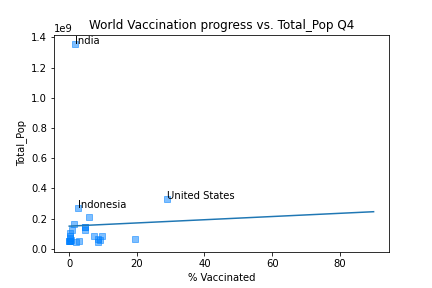 World Vaccination progress vs. Total_Pop Q4
1e9
India
1.4
1.2
1.0
0.8
0.6
0.4
0.2
0.0
Total_Pop
United States
Indonesia
0 20 40 60 80
% Vaccinated